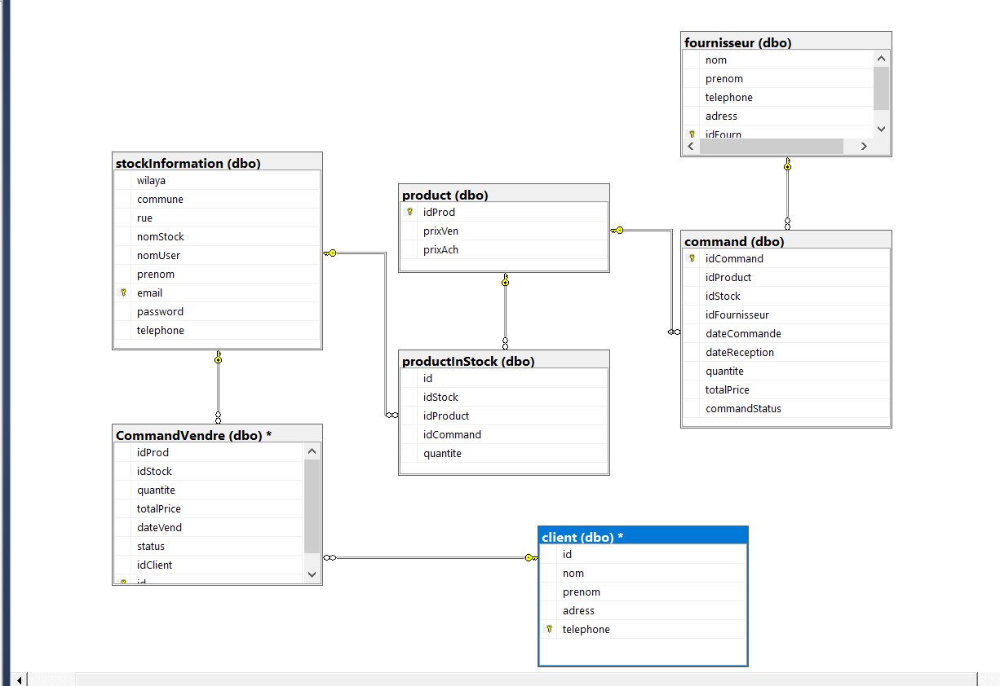 fournisseur (dbo)
nom
prenom
telephone
adress
idFourn
stockInformation (dbo)
wilaya
commune
rue
nomStock
nomUser
prenom
email
password
telephone
product (dbo)
idProd
prixVen
prixAch
command (dbo)
idCommand
idProduct
idStock
idFournisseur
dateCommande
dateReception
quantite
totalPrice
commandStatus
productInStock (dbo)
id
idStock
idProduct
idCommand
quantite
CommandVendre (dbo) *
idProd
idStock
quantite
totalPrice
dateVend
status
idClient
id
client (dbo) *
id
nom
prenom
adress
telephone